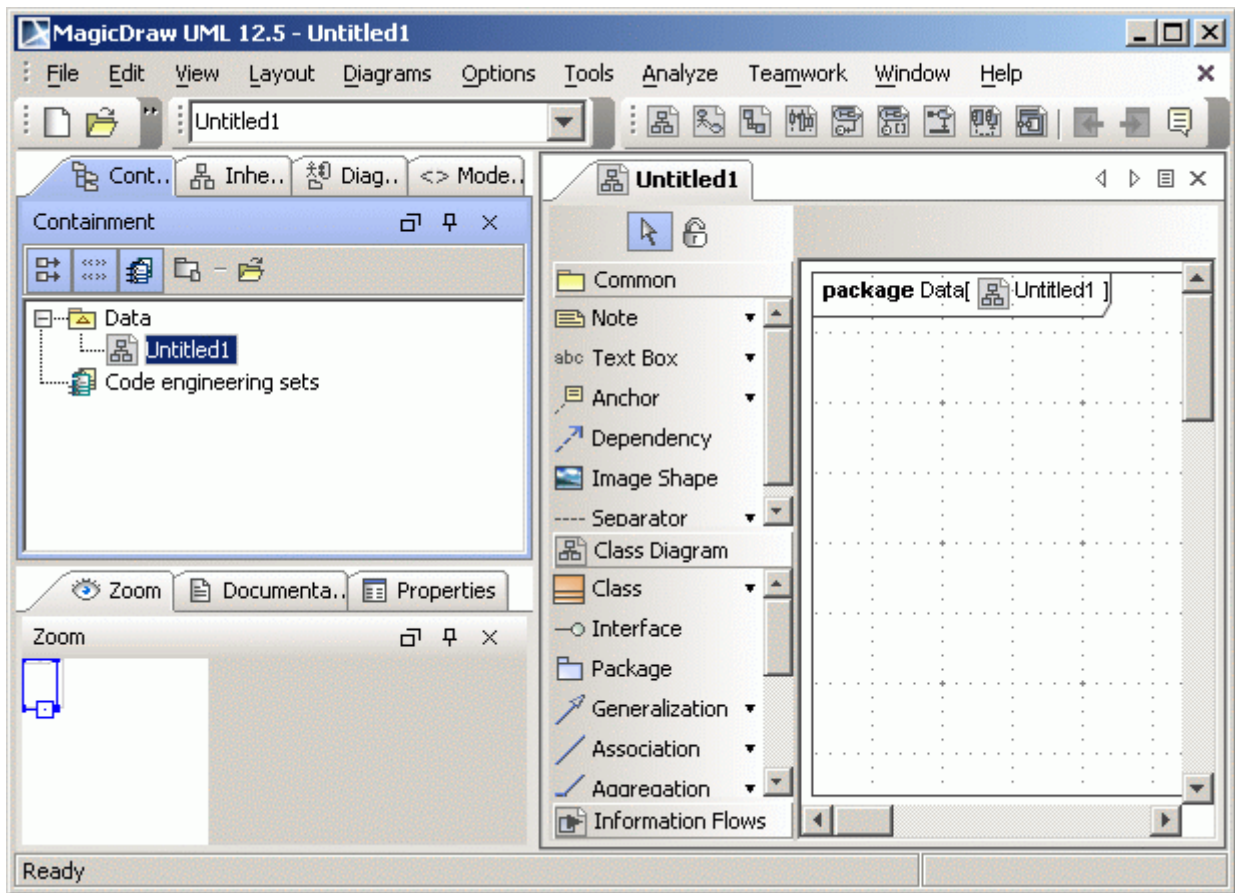 MagicDraw UML 12.5 - Untitled1
File Edit View Layout Diagrams Options Tools Analyze Teamwork Window Help
Untitled1
Cont.. Inhe.. Diag.. <> Mode..
Containment
Data
Untitled1
Code engineering sets
Zoom Documenta.. Properties
Zoom
Untitled1
Common
Note
abc Text Box
Anchor
Dependency
Image Shape
---- Separator
Class Diagram
Class
Interface
Package
Generalization
Association
Aggregation
Information Flows
package Data[ Untitled1 ]
Ready